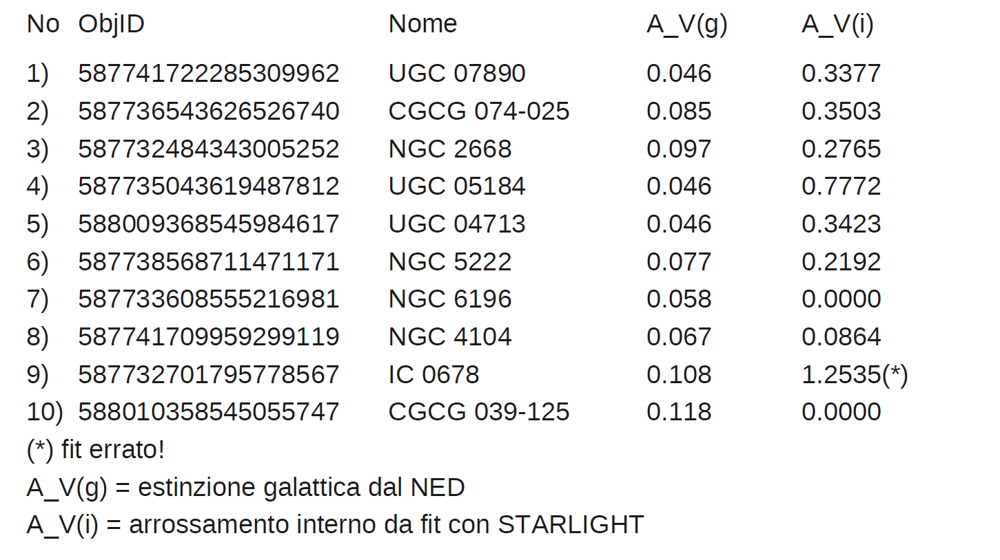 No ObjID Nome A_V(g) A_V(i)
1) 587741722285309962 UGC 07890 0.046 0.3377
2) 587736543626526740 CGCG 074-025 0.085 0.3503
3) 587732484343005252 NGC 2668 0.097 0.2765
4) 587735043619487812 UGC 05184 0.046 0.7772
5) 588009368545984617 UGC 04713 0.046 0.3423
6) 587738568711471171 NGC 5222 0.077 0.2192
7) 587733608555216981 NGC 6196 0.058 0.0000
8) 587741709959299119 NGC 4104 0.067 0.0864
9) 587732701795778567 IC 0678 0.108 1.2535(*)
10) 588010358545055747 CGCG 039-125 0.118 0.0000
(*) fit errato!
A_V(g) = estinzione galattica dal NED
A_V(i) = arrossamento interno da fit con STARLIGHT